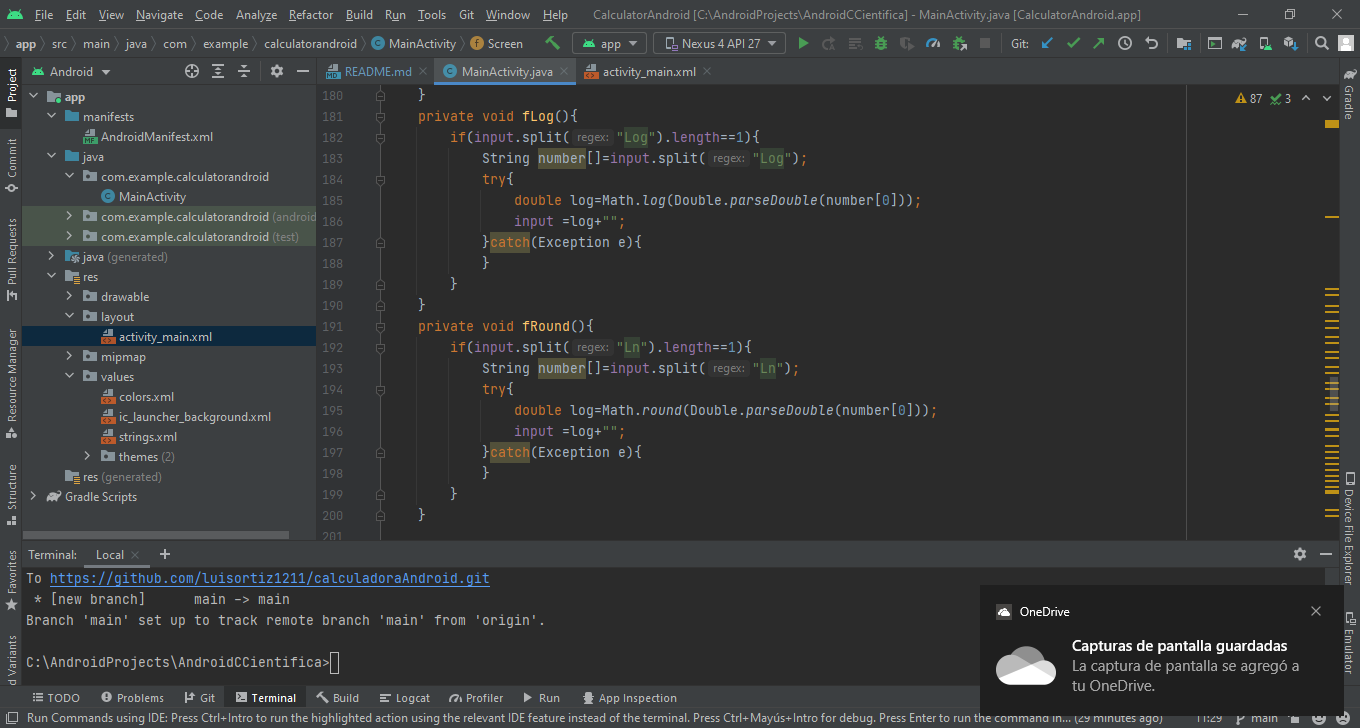 File Edit View Navigate Code Analyze Refactor Build Run Tools Git Window Help CalculatorAndroid [C:\AndroidProjects\AndroidCCientifica] - MainActivity.java [CalculatorAndroid.app]
app src main java com example calculatorandroid MainActivity Screen app Nexus 4 API 27 Git:
Android README.md MainActivity.java activity_main.xml
Project
Commit
Pull Requests
Resource Manager
Structure
Favorites
d Variants
app
manifests
AndroidManifest.xml
java
com.example.calculatorandroid
MainActivity
com.example.calculatorandroid (android
com.example.calculatorandroid (test)
java (generated)
res
drawable
layout
activity_main.xml
mipmap
values
colors.xml
ic_launcher_background.xml
strings.xml
themes (2)
res (generated)
Gradle Scripts
87 3
180 }
181 private void fLog(){
182 if(input.split( regex: "Log").length==1){
183 String number[]=input.split( regex: "Log");
184 try{
185 double log=Math.log(Double.parseDouble(number[0]));
186 input =log+"";
187 }catch(Exception e){
188 }
189 }
190 }
191 private void fRound(){
192 if(input.split( regex: "Ln").length==1){
193 String number[]=input.split( regex: "Ln");
194 try{
195 double log=Math.round(Double.parseDouble(number[0]));
196 input =log+"";
197 }catch(Exception e){
198 }
199 }
200 }
201
Gradle
Device File Explorer
Emulator
Terminal: Local
To https://github.com/luisortiz1211/calculadoraAndroid.git
* [new branch] main -> main
Branch 'main' set up to track remote branch 'main' from 'origin'.
C:\AndroidProjects\AndroidCCientifica>
OneDrive
Capturas de pantalla guardadas
La captura de pantalla se agregó a
tu OneDrive.
TODO Problems Git Terminal Build Logcat Profiler Run App Inspection
Run Commands using IDE: Press Ctrl+Intro to run the highlighted action using the relevant IDE feature instead of the terminal. Press Ctrl+Mayús+Intro for debug. Press Enter to run the command in... (29 minutes ago) 11:29 main